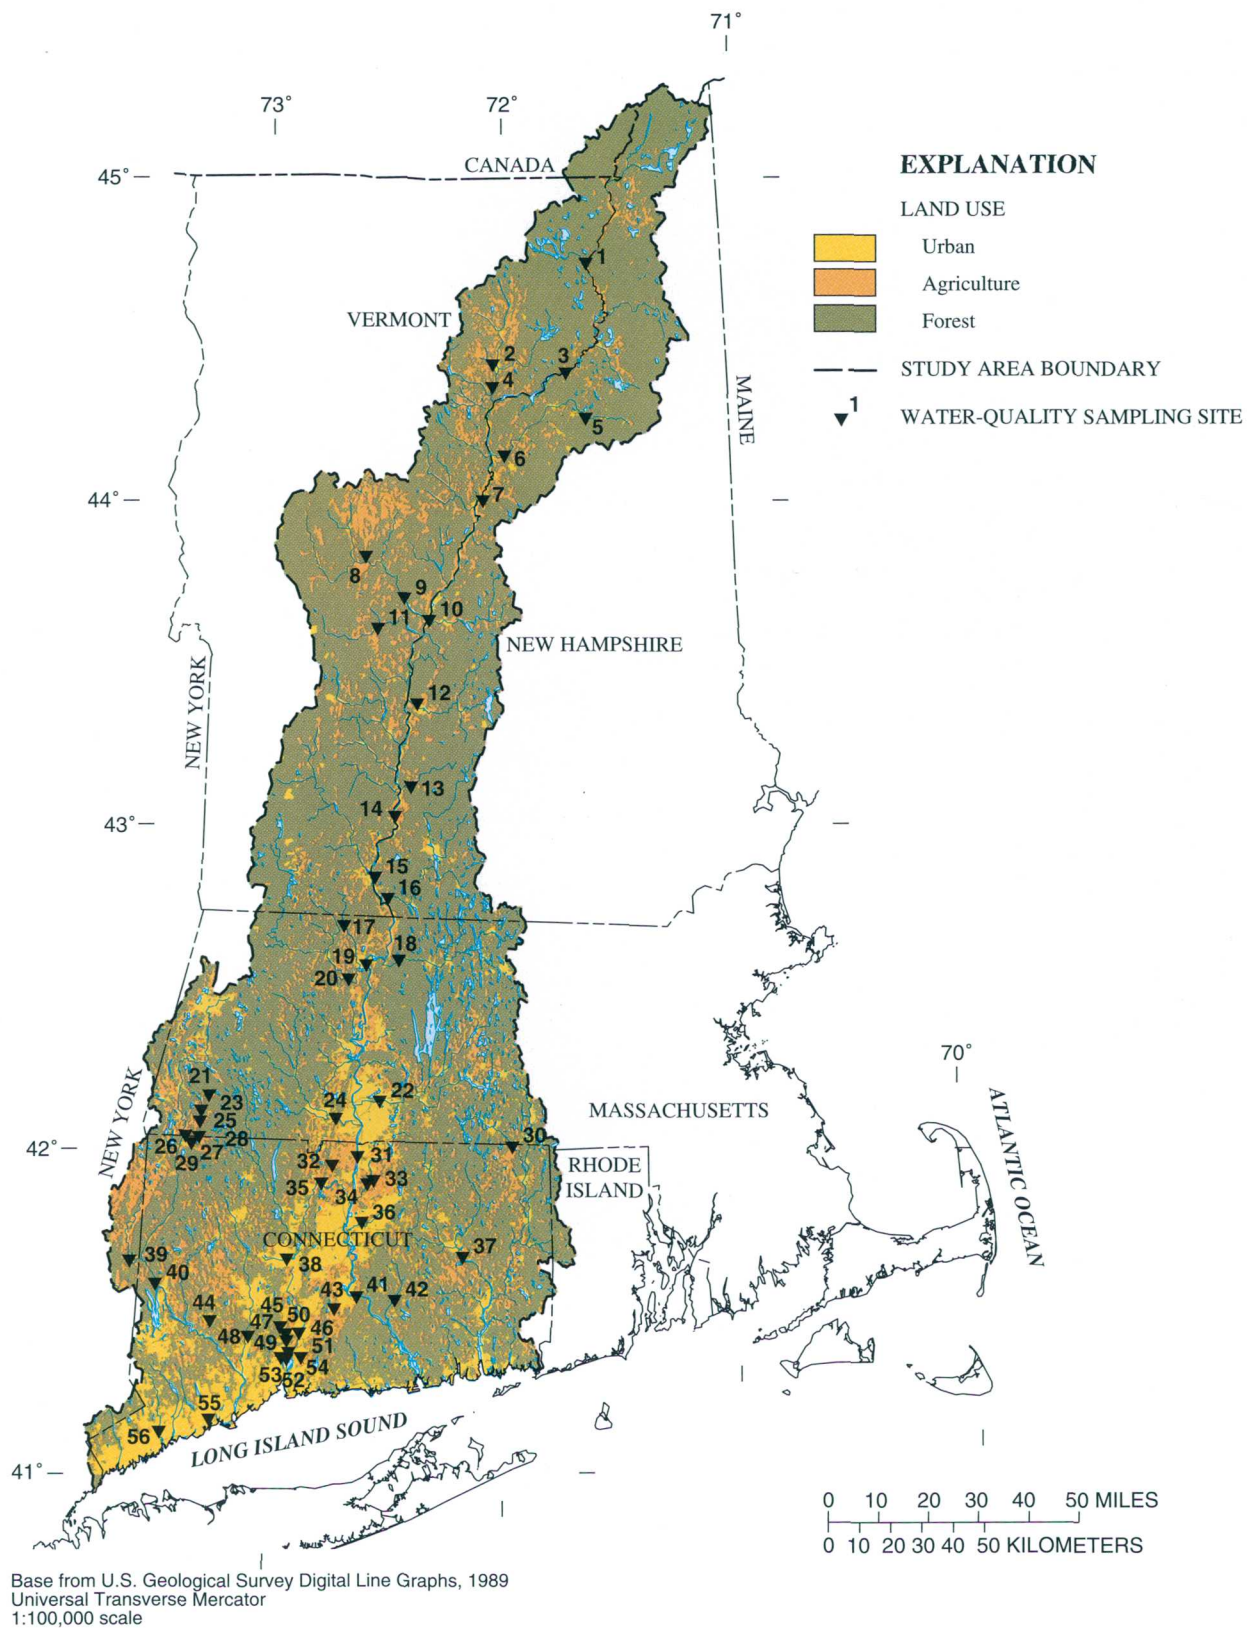 71°
73°
72°
CANADA
45°
EXPLANATION
LAND USE
Urban
Agriculture
Forest
STUDY AREA BOUNDARY
1
WATER-QUALITY SAMPLING SITE
1
VERMONT
2
3
4
MAINE
5
6
44°
7
8
9
10
11
NEW HAMPSHIRE
NEW YORK
12
13
14
43°
15
16
17
18
19
20
70°
21
22
23
24
25
MASSACHUSETTS
NEW YORK
ATLANTIC OCEAN
26
27
28
29
30
42°
31
32
33
34
35
RHODE
ISLAND
36
CONNECTICUT
37
38
39
40
41
42
43
44
45
46
47
48
49
50
51
52
53
54
55
56
LONG ISLAND SOUND
41°
0 10 20 30 40 50 MILES
0 10 20 30 40 50 KILOMETERS
Base from U.S. Geological Survey Digital Line Graphs, 1989
Universal Transverse Mercator
1:100,000 scale